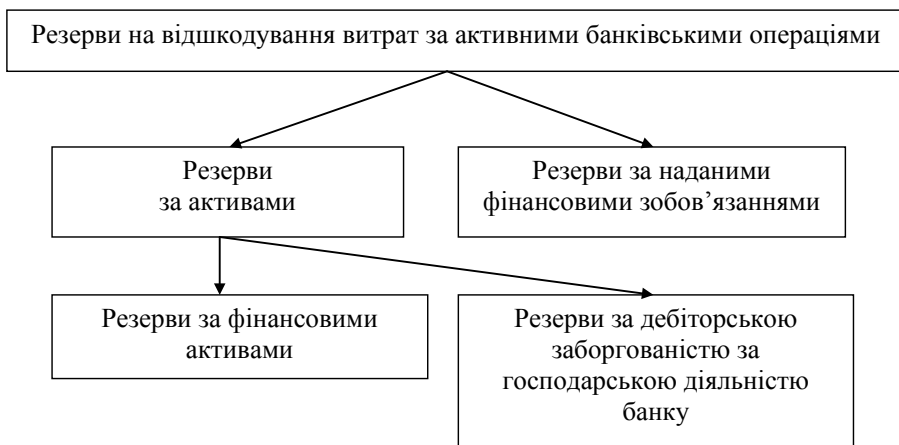 Резерви на відшкодування витрат за активними банківськими операціями
Резерви
за активами
Резерви за наданими
фінансовими зобов’язаннями
Резерви за фінансовими
активами
Резерви за дебіторською
заборгованістю за
господарською діяльністю
банку